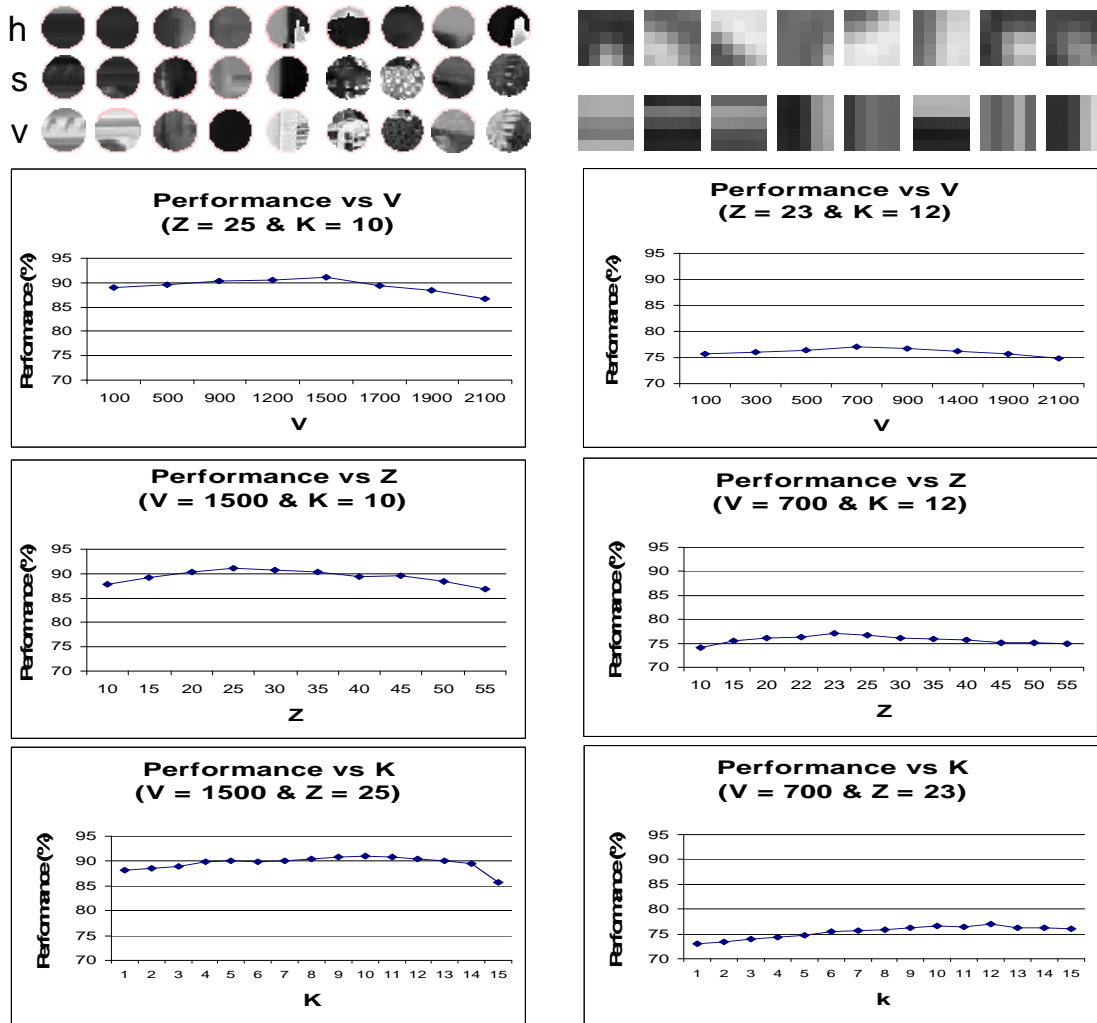 h
s
v
Performance vs V
(Z = 25 & K = 10)
Performance (%)
95
90
85
80
75
70
100 500 900 1200 1500 1700 1900 2100
V
Performance vs V
(Z = 23 & K = 12)
Performance (%)
95
90
85
80
75
70
100 300 500 700 900 1400 1900 2100
V
Performance vs Z
(V = 1500 & K = 10)
Performance (%)
95
90
85
80
75
70
10 15 20 25 30 35 40 45 50 55
Z
Performance vs Z
(V = 700 & K = 12)
Performance (%)
95
90
85
80
75
70
10 15 20 22 23 25 30 35 40 45 50 55
Z
Performance vs K
(V = 1500 & Z = 25)
Performance (%)
95
90
85
80
75
70
1 2 3 4 5 6 7 8 9 10 11 12 13 14 15
K
Performance vs K
(V = 700 & Z = 23)
Performance (%)
95
90
85
80
75
70
1 2 3 4 5 6 7 8 9 10 11 12 13 14 15
k